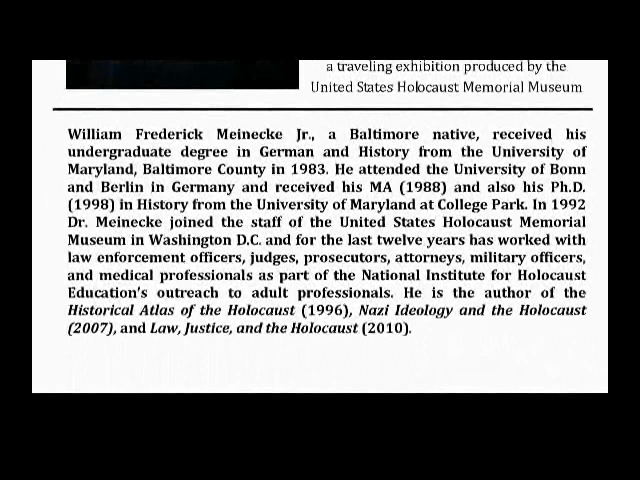 a traveling exhibition produced by the
United States Holocaust Memorial Museum
William Frederick Meinecke Jr., a Baltimore native, received his
undergraduate degree in German and History from the University of
Maryland, Baltimore County in 1983. He attended the University of Bonn
and Berlin in Germany and received his MA (1988) and also his Ph.D.
(1998) in History from the University of Maryland at College Park. In 1992
Dr. Meinecke joined the staff of the United States Holocaust Memorial
Museum in Washington D.C. and for the last twelve years has worked with
law enforcement officers, judges, prosecutors, attorneys, military officers,
and medical professionals as part of the National Institute for Holocaust
Education's outreach to adult professionals. He is the author of the
Historical Atlas of the Holocaust (1996), Nazi Ideology and the Holocaust
(2007), and Law, Justice, and the Holocaust (2010).